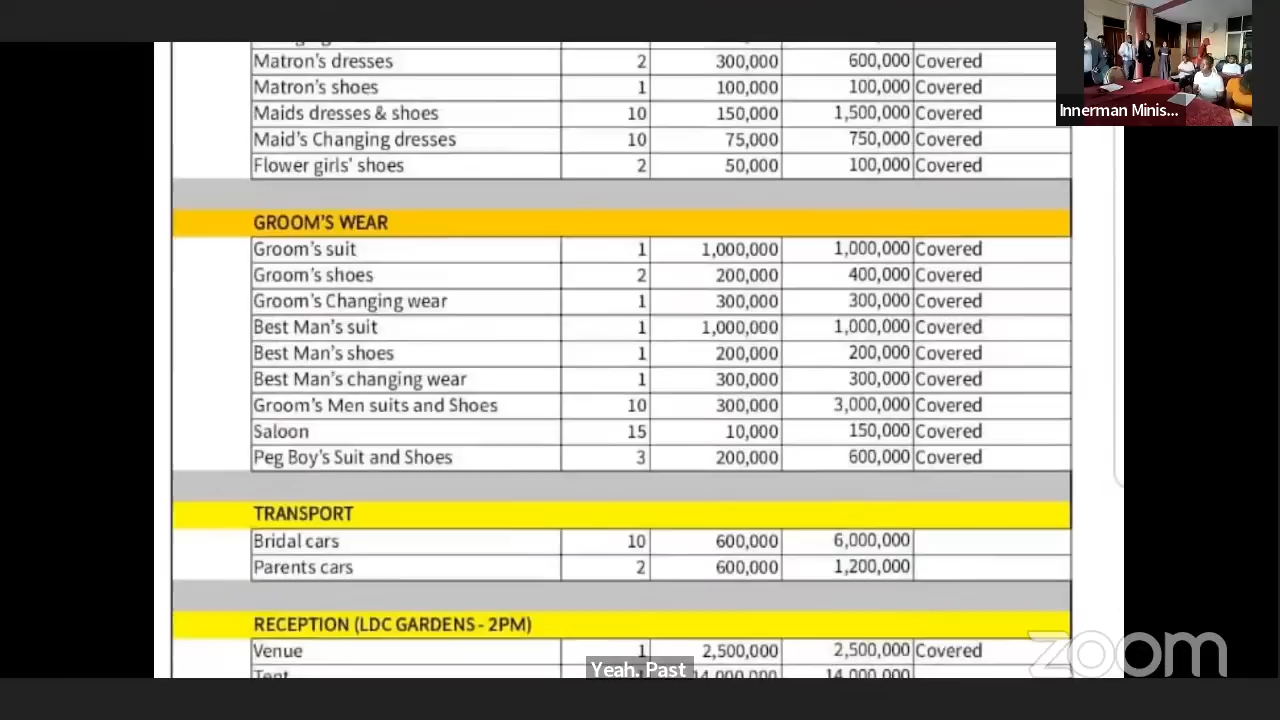 Matron's dresses 2 300,000 600,000 Covered
Matron's shoes 1 100,000 100,000 Covered
Maids dresses & shoes 10 150,000 1,500,000 Covered
Maid's Changing dresses 10 75,000 750,000 Covered
Flower girls' shoes 2 50,000 100,000 Covered
GROOM'S WEAR
Groom's suit 1 1,000,000 1,000,000 Covered
Groom's shoes 2 200,000 400,000 Covered
Groom's Changing wear 1 300,000 300,000 Covered
Best Man's suit 1 1,000,000 1,000,000 Covered
Best Man's shoes 1 200,000 200,000 Covered
Best Man's changing wear 1 300,000 300,000 Covered
Groom's Men suits and Shoes 10 300,000 3,000,000 Covered
Saloon 15 10,000 150,000 Covered
Peg Boy's Suit and Shoes 3 200,000 600,000 Covered
TRANSPORT
Bridal cars 10 600,000 6,000,000
Parents cars 2 600,000 1,200,000
RECEPTION (LDC GARDENS - 2PM)
Venue 1 2,500,000 2,500,000 Covered
Tent 14,000,000 14,000,000
Innerman Minis...
Yeah. Past
zoom